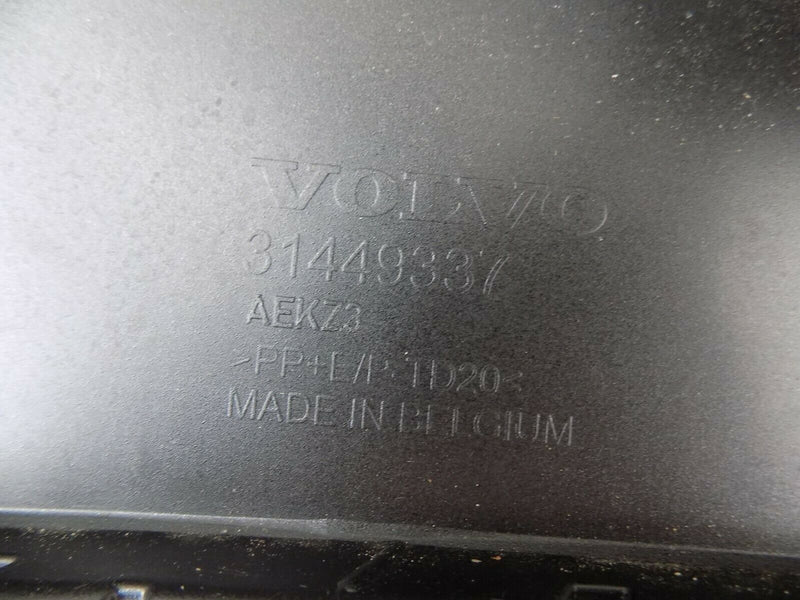 VOLVO
31449337
AEKZ3
>PP+E/P-TD20<
MADE IN BELGIUM